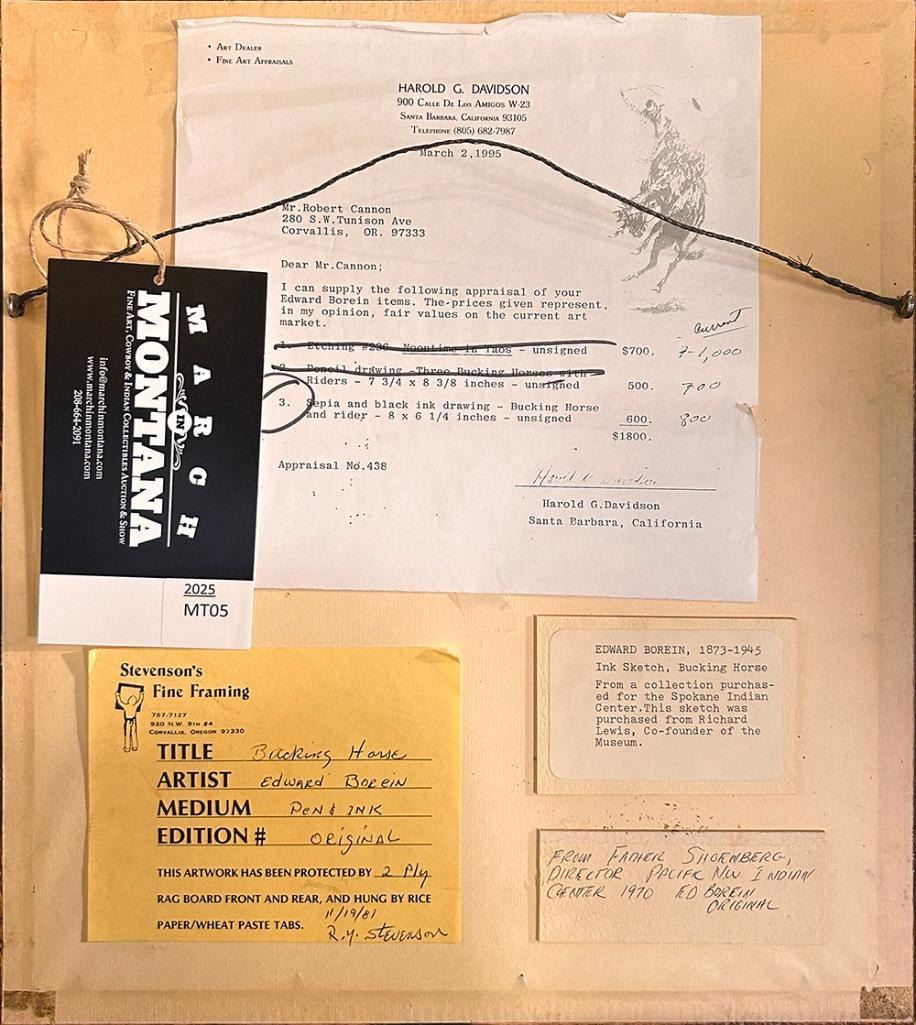 • Art Dealer
• Fine Art Appraisals
HAROLD G. DAVIDSON
900 Calle De Los Amigos W-23
Santa Barbara, California 93105
Telephone (805) 682-7987
March 2,1995
Mr.Robert Cannon
280 S.W.Tunison Ave
Corvallis, OR. 97333
Dear Mr.Cannon;
I can supply the following appraisal of your
Edward Borein items. The prices given represent,
in my opinion, fair values on the current art
market.
Current
1. Etching #286 Noontime in Taos - unsigned $700. 7-1,000
2. Pencil drawing -Three Bucking Horses with
Riders - 7 3/4 x 8 3/8 inches - unsigned 500. 700
3. Sepia and black ink drawing - Bucking Horse
and rider - 8 x 6 1/4 inches - unsigned 600. 800
$1800.
Appraisal No.438
Harold G.Davidson
Santa Barbara, California
MARCH
IN
MONTANA
Fine Art, Cowboy & Indian Collectibles Auction & Show
info@marchinmontana.com
www.marchinmontana.com
208-664-2091
2025
MT05
Stevenson's
Fine Framing
757-7127
920 N.W. 9th #4
Corvallis, Oregon 97330
TITLE Bucking Horse
ARTIST Edward Borein
MEDIUM Pen & Ink
EDITION # Original
THIS ARTWORK HAS BEEN PROTECTED BY 2 Ply
RAG BOARD FRONT AND REAR, AND HUNG BY RICE
PAPER/WHEAT PASTE TABS. 11/19/81
R.Y. Stevenson
EDWARD BOREIN, 1873-1945
Ink Sketch, Bucking Horse
From a collection purchas-
ed for the Spokane Indian
Center.This sketch was
purchased from Richard
Lewis, Co-founder of the
Museum.
FROM FATHER SHOENBERG,
DIRECTOR PACIFIC NW INDIAN
CENTER 1970 ED BOREIN
ORIGINAL